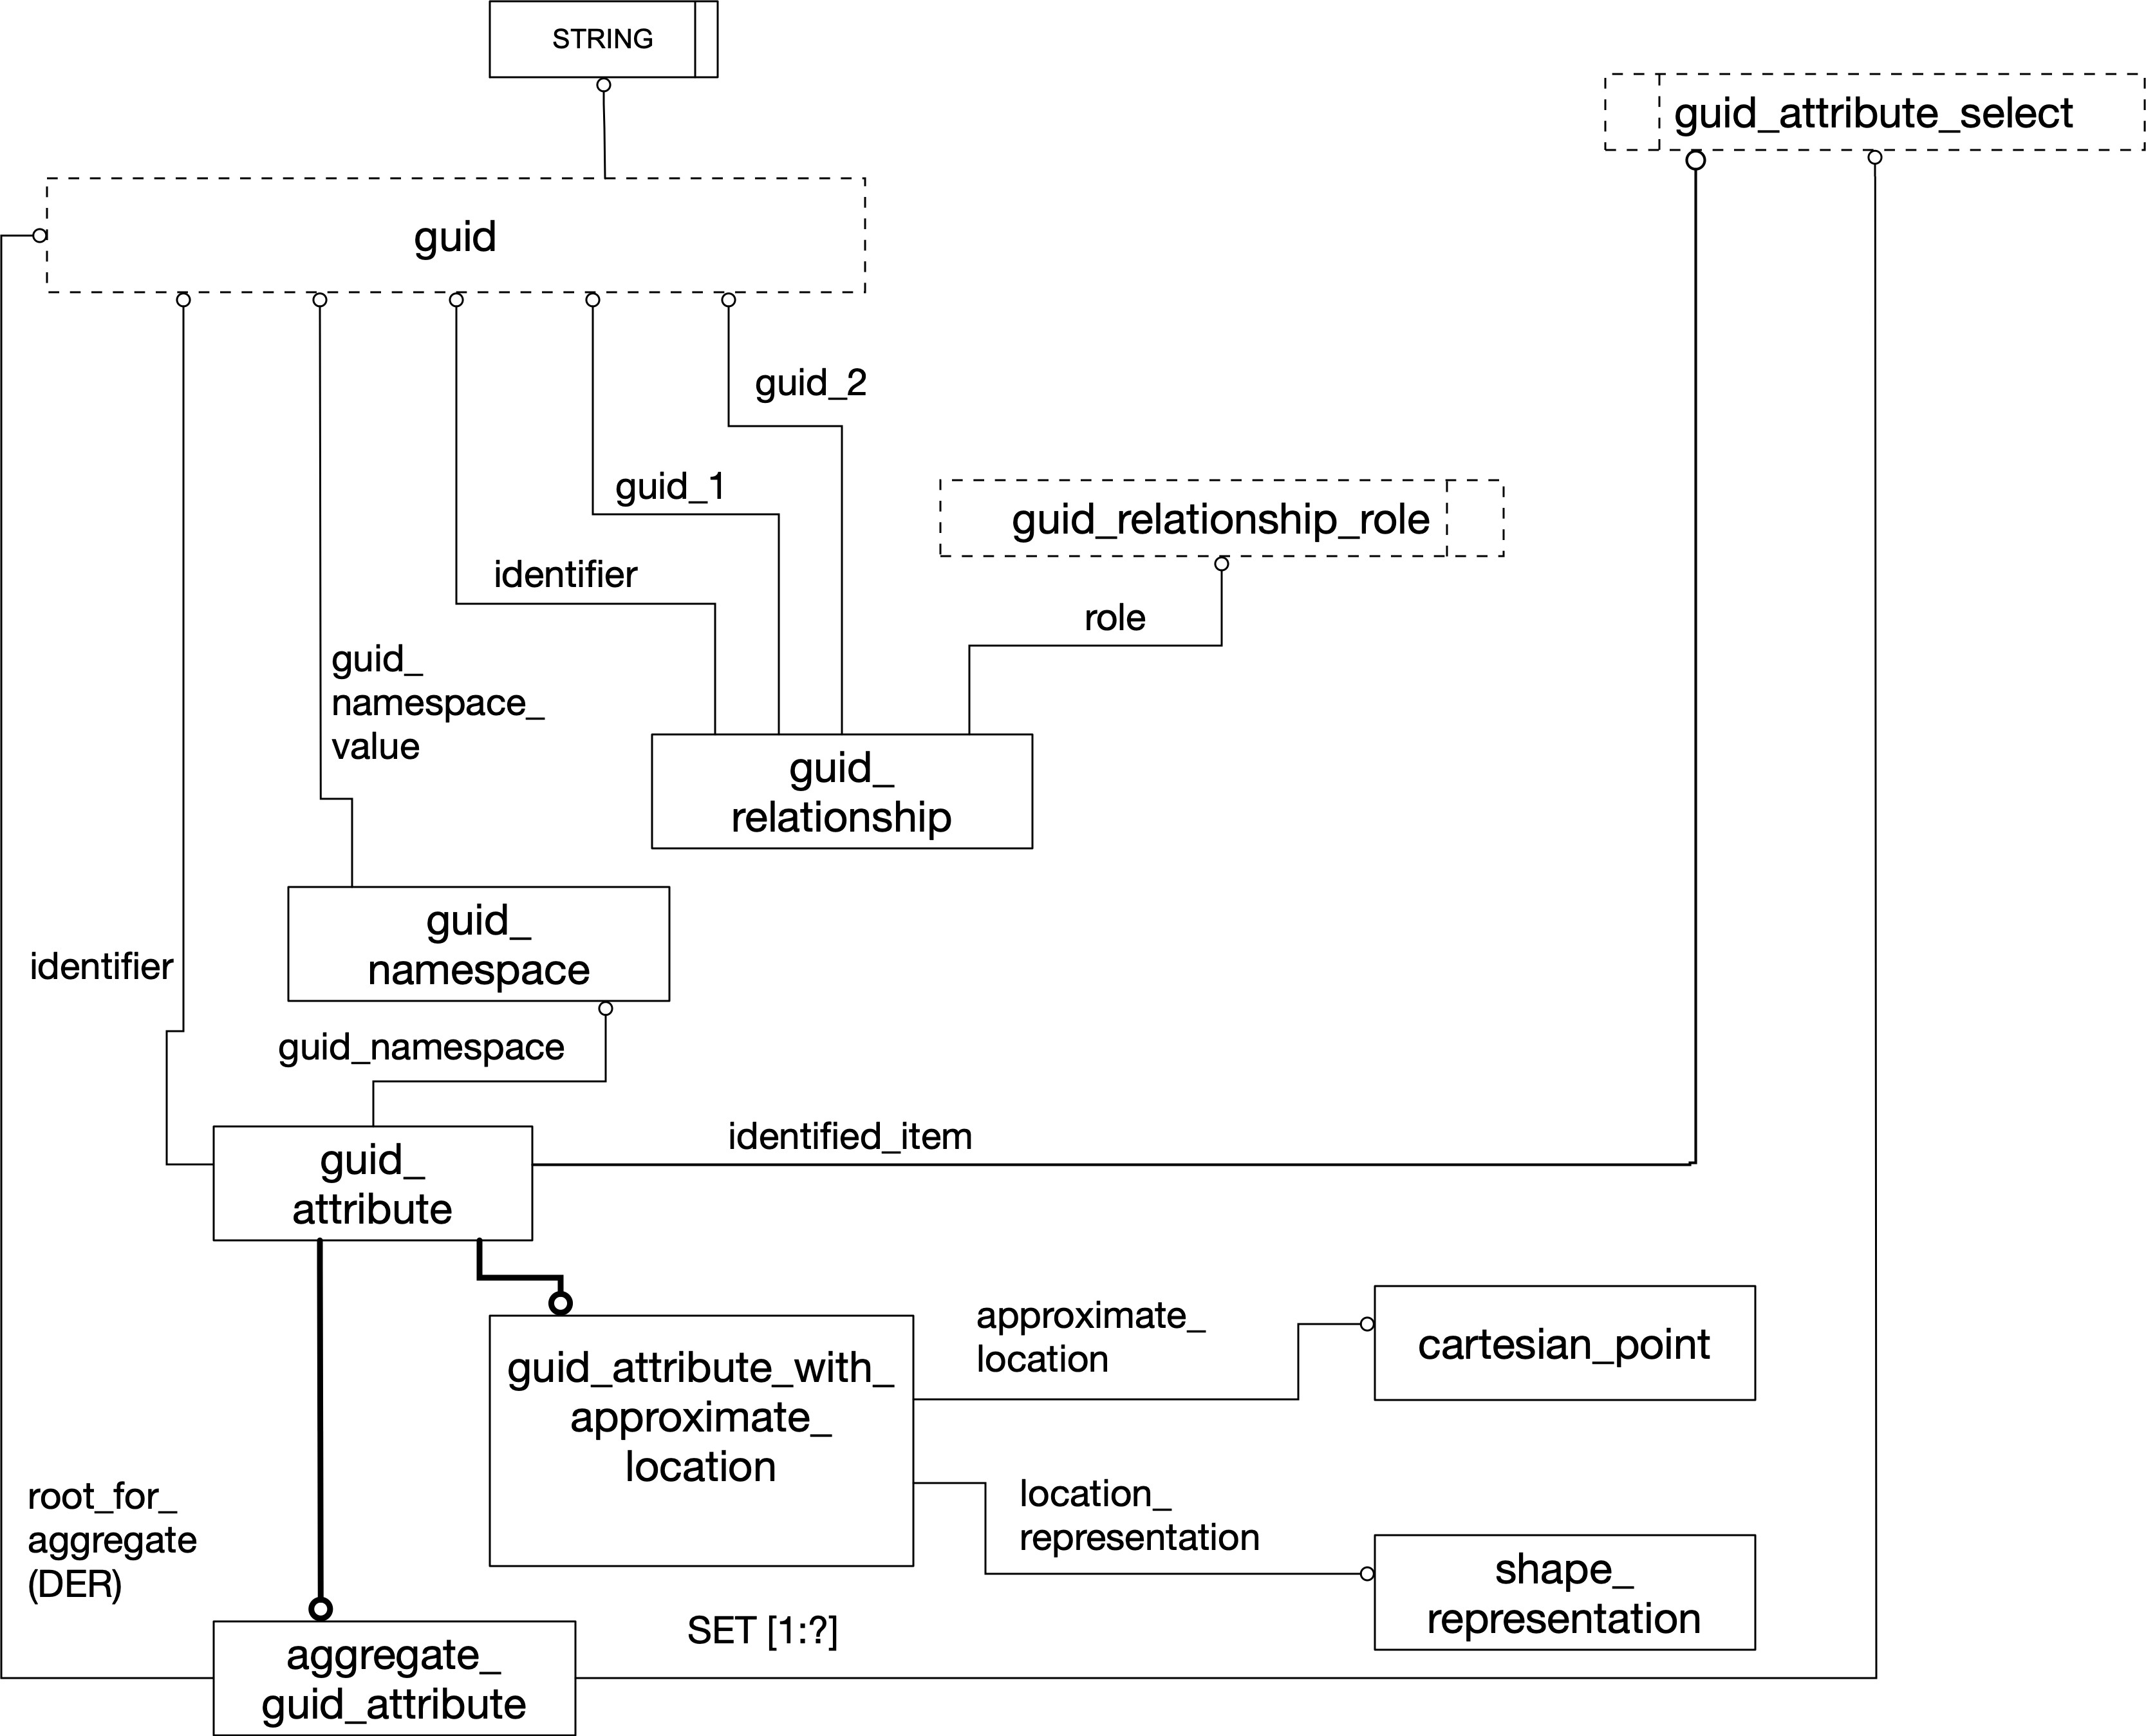 STRING
guid_attribute_select
guid
guid_2
guid_1
guid_relationship_role
identifier
role
guid_
namespace_
value
guid_
relationship
guid_
namespace
identifier
guid_namespace
identified_item
guid_
attribute
approximate_
location
cartesian_point
guid_attribute_with_
approximate_
location
root_for_
aggregate
(DER)
location_
representation
shape_
representation
SET [1:?]
aggregate_
guid_attribute